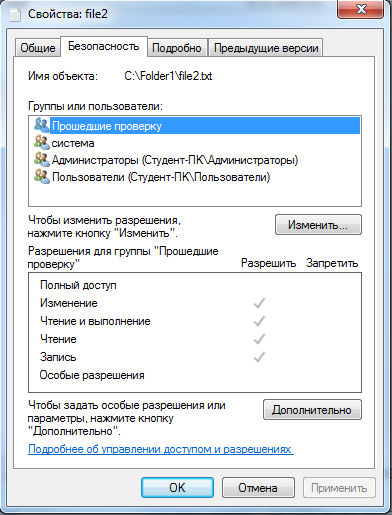 Свойства: file2
Общие Безопасность Подробно Предыдущие версии
Имя объекта: C:\Folder1\file2.txt
Группы или пользователи:
Прошедшие проверку
система
Администраторы (Студент-ПК\Администраторы)
Пользователи (Студент-ПК\Пользователи)
Чтобы изменить разрешения,
нажмите кнопку "Изменить".
Изменить...
Разрешения для группы "Прошедшие
проверку"
Разрешить Запретить
Полный доступ
Изменение
Чтение и выполнение
Чтение
Запись
Особые разрешения
Чтобы задать особые разрешения или
параметры, нажмите кнопку
"Дополнительно".
Дополнительно
Подробнее об управлении доступом и разрешениях
OK Отмена Применить